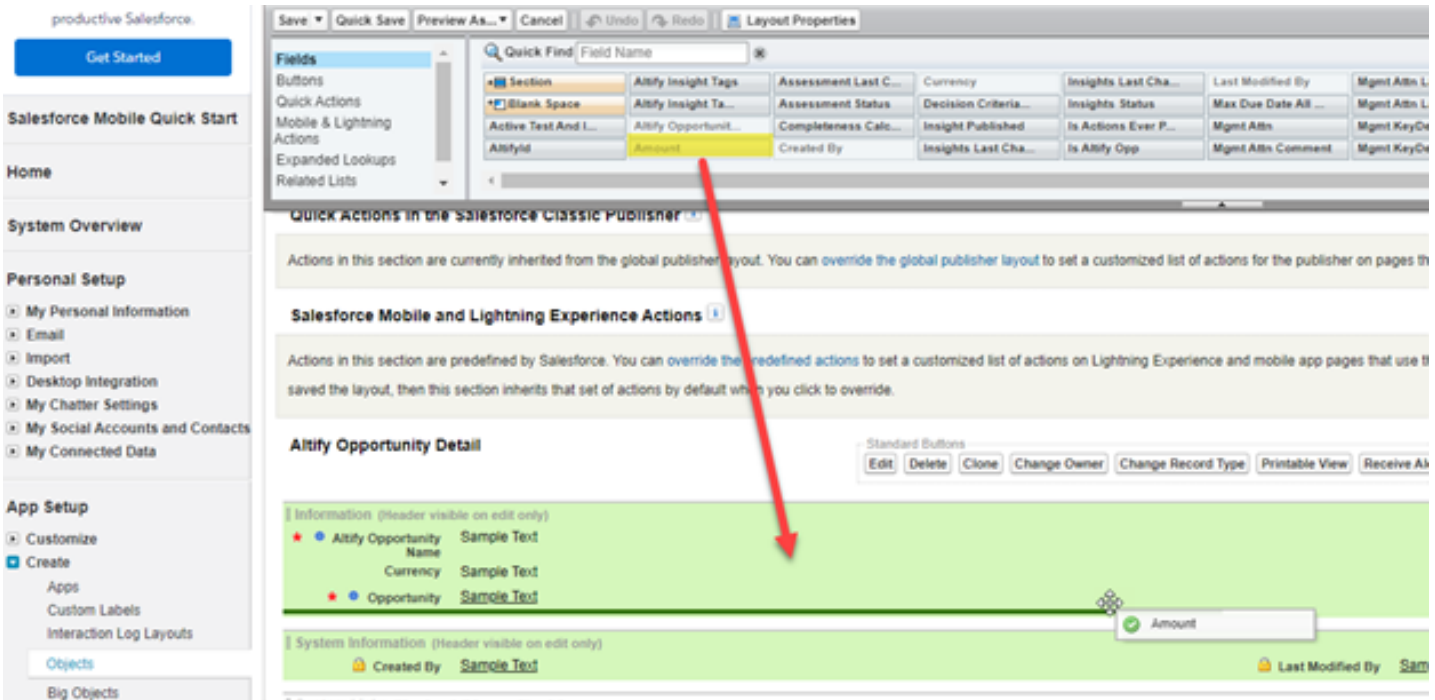 productive Salesforce.
Get Started
Salesforce Mobile Quick Start
Home
System Overview
Personal Setup
My Personal Information
Email
Import
Desktop Integration
My Chatter Settings
My Social Accounts and Contacts
My Connected Data
App Setup
Customize
Create
Apps
Custom Labels
Interaction Log Layouts
Objects
Big Objects
Save Quick Save Preview As... Cancel Undo Redo Layout Properties
Fields
Buttons
Quick Actions
Mobile & Lightning
Actions
Expanded Lookups
Related Lists
Quick Find Field Name
Section Altify Insight Tags Assessment Last C... Currency Insights Last Cha... Last Modified By Mgmt Attn L
Blank Space Altify Insight Ta... Assessment Status Decision Criteria... Insights Status Max Due Date All ... Mgmt Attn L
Active Test And I... Altify Opportunit... Completeness Calc... Insight Published Is Actions Ever P... Mgmt Attn Mgmt KeyDe
AltifyId Amount Created By Insights Last Cha... Is Altify Opp Mgmt Attn Comment Mgmt KeyDe
Quick Actions in the Salesforce Classic Publisher i
Actions in this section are currently inherited from the global publisher layout. You can override the global publisher layout to set a customized list of actions for the publisher on pages th
Salesforce Mobile and Lightning Experience Actions i
Actions in this section are predefined by Salesforce. You can override the predefined actions to set a customized list of actions on Lightning Experience and mobile app pages that use th
saved the layout, then this section inherits that set of actions by default when you click to override.
Altify Opportunity Detail
Standard Buttons
Edit Delete Clone Change Owner Change Record Type Printable View Receive Al
Information (Header visible on edit only)
Altify Opportunity Sample Text
Name
Currency Sample Text
Opportunity Sample Text
Amount
System Information (Header visible on edit only)
Created By Sample Text Last Modified By Sam